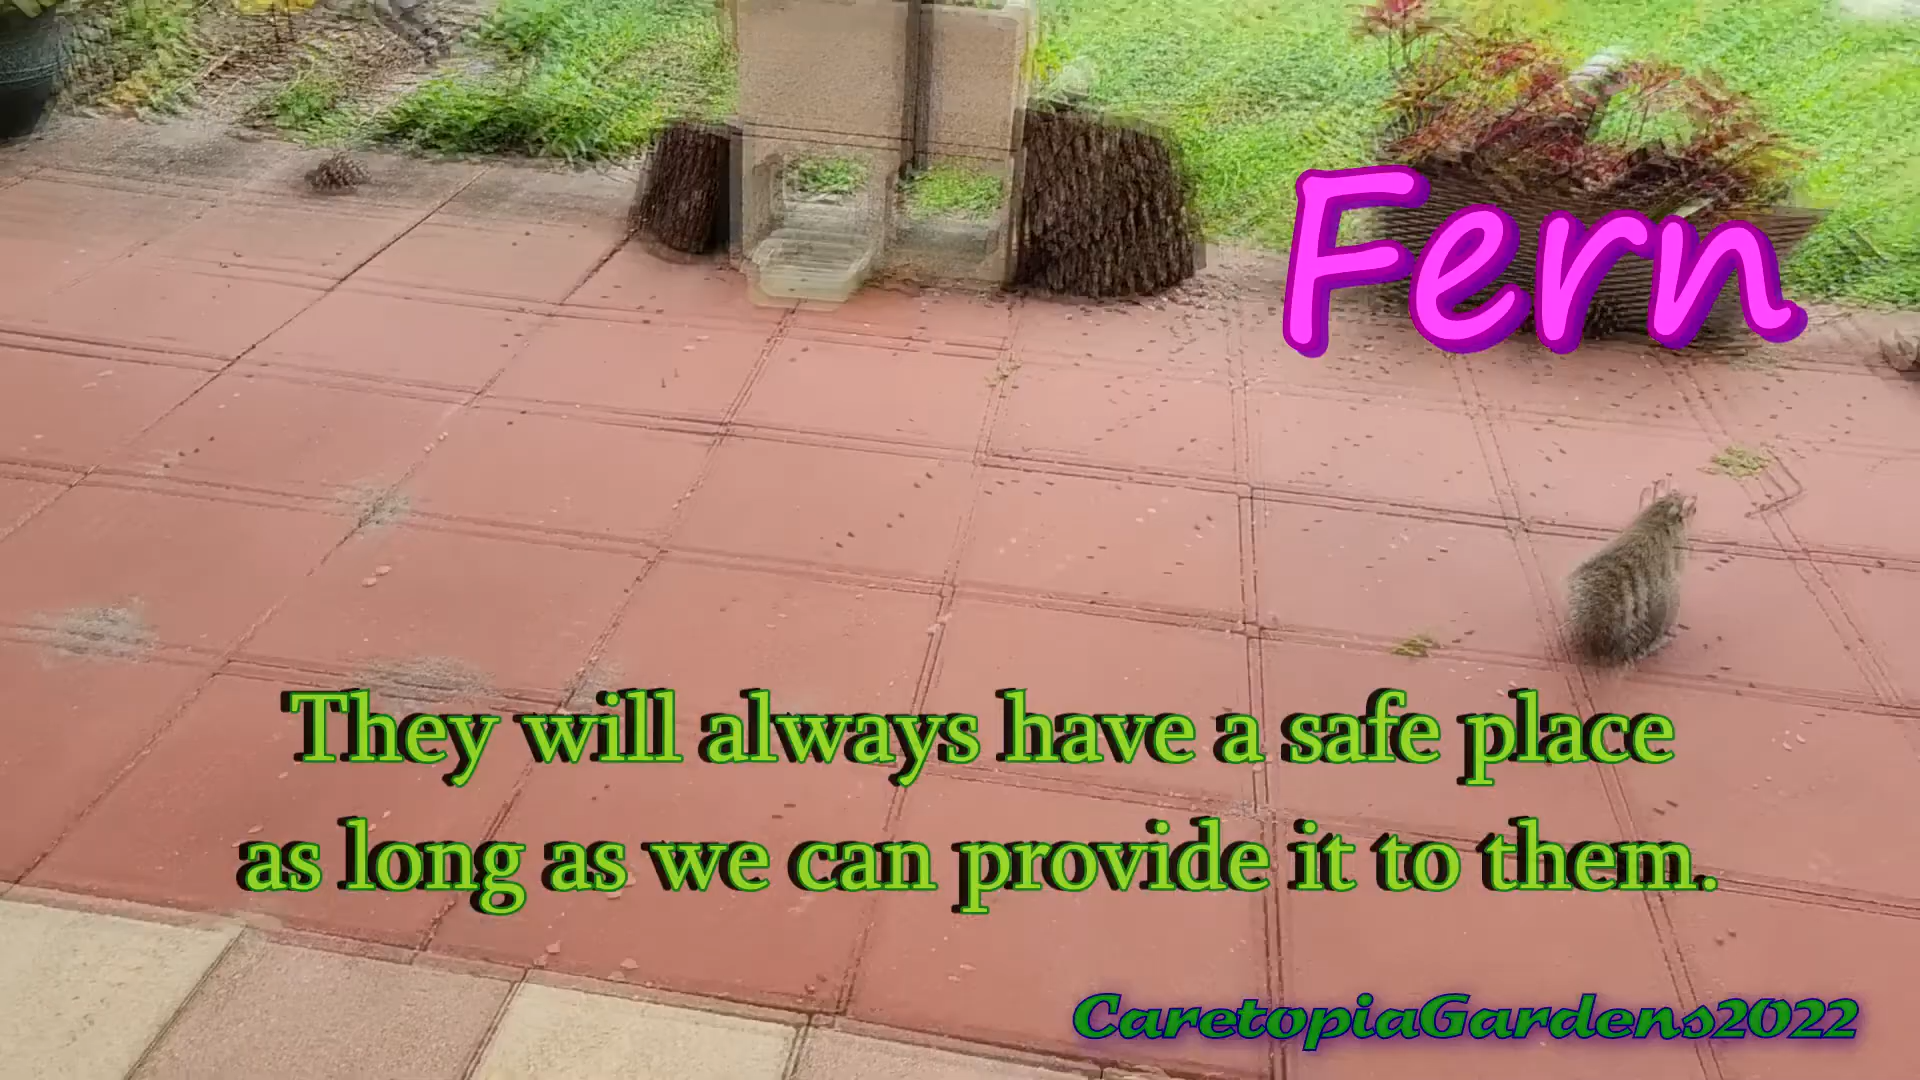 Fern
They will always have a safe place
as long as we can provide it to them.
CaretopiaGardens2022